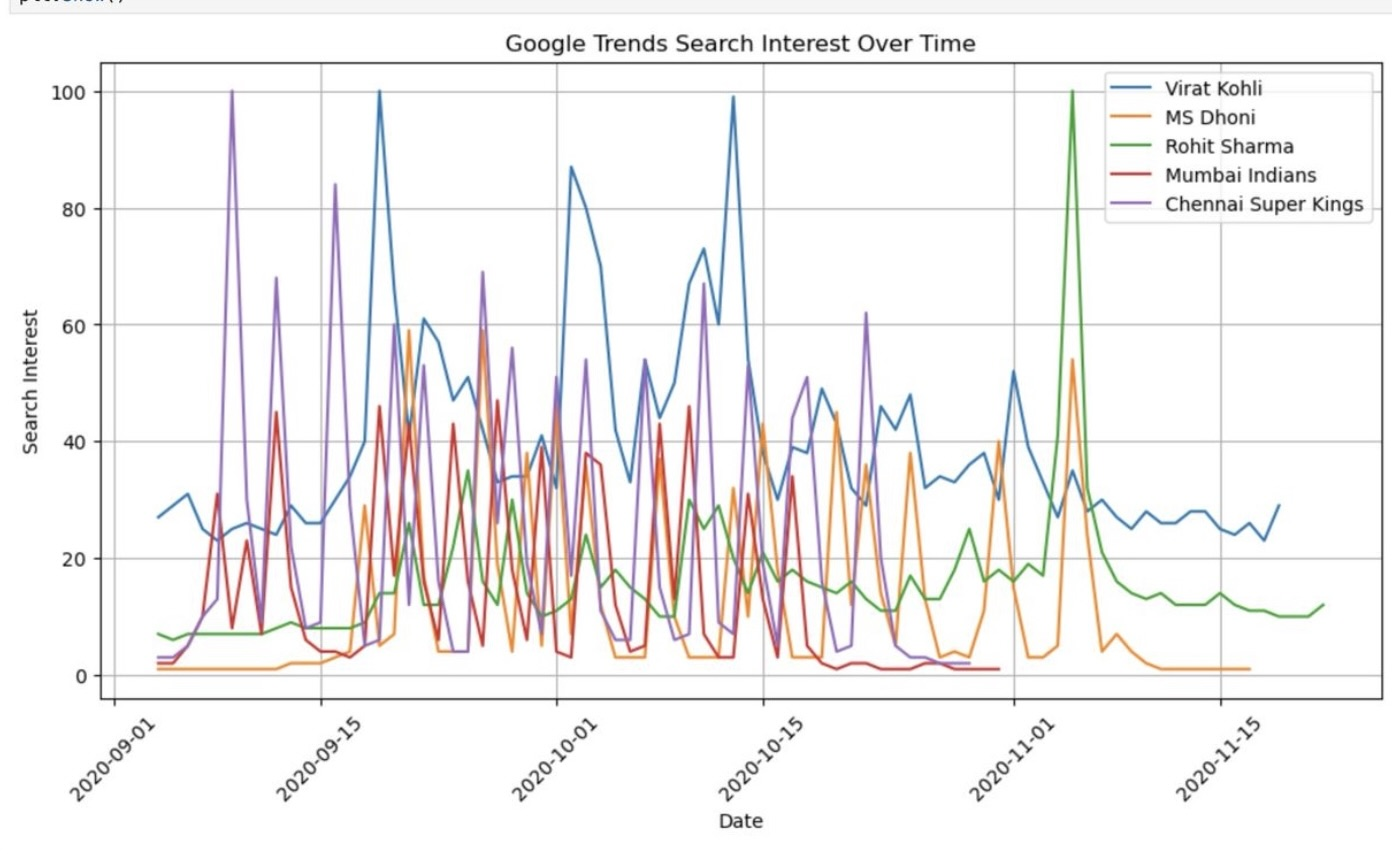 Google Trends Search Interest Over Time
100
80
60
40
20
0
Search Interest
Virat Kohli
MS Dhoni
Rohit Sharma
Mumbai Indians
Chennai Super Kings
2020-09-01
2020-09-15
2020-10-01
2020-10-15
2020-11-01
2020-11-15
Date